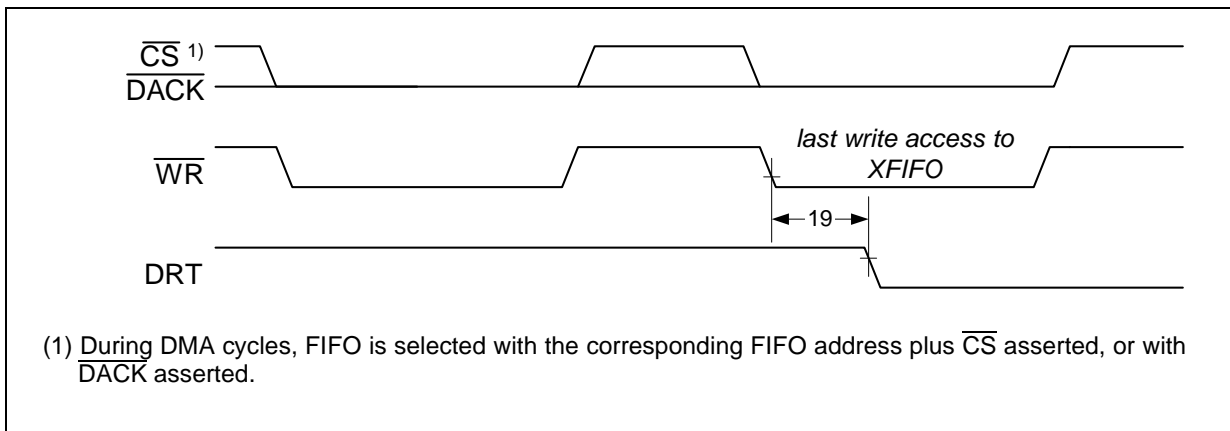 CS 1)
DACK
WR
last write access to
XFIFO
19
DRT
(1) During DMA cycles, FIFO is selected with the corresponding FIFO address plus CS asserted, or with
DACK asserted.